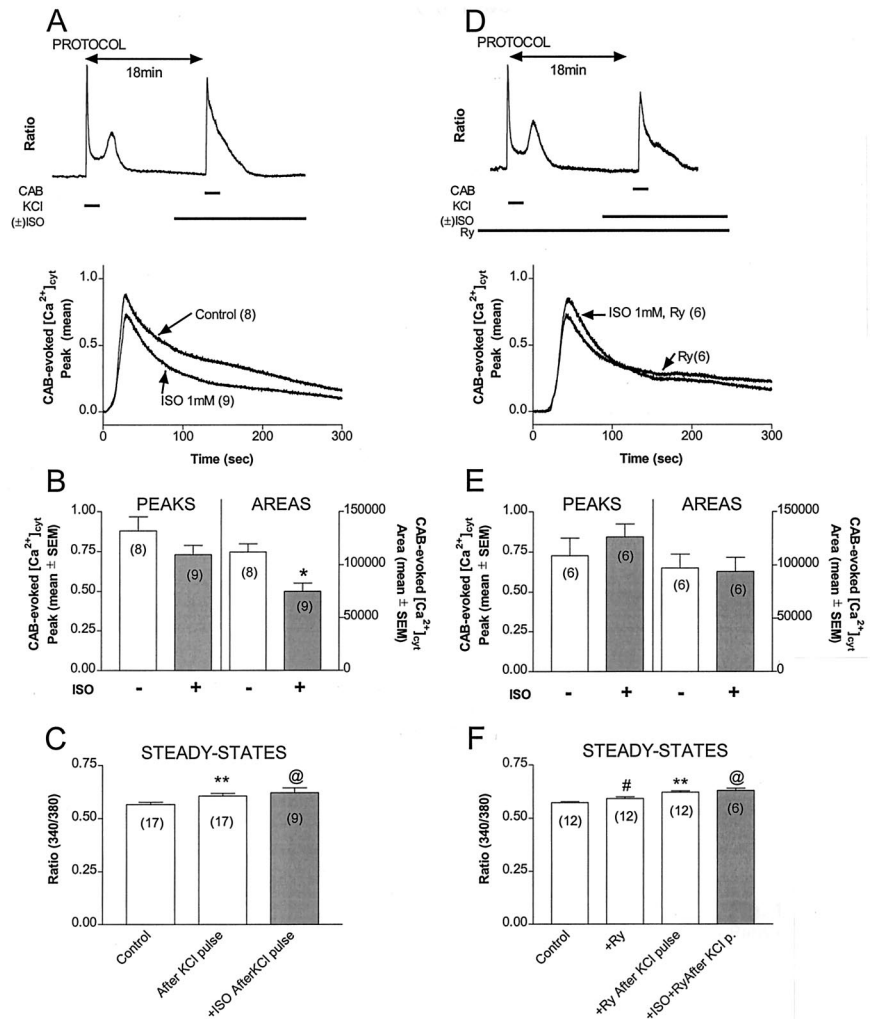 A
PROTOCOL
18min
Ratio
CAB
KCl
(±)ISO
CAB-evoked [Ca2+]cyt
Peak (mean)
1.0
0.5
0.0
Control (8)
ISO 1mM (9)
0
100
200
300
Time (sec)
B
PEAKS
AREAS
CAB-evoked [Ca2+]cyt
Peak (mean ± SEM)
1.00
0.75
0.50
0.25
0.00
(8)
(9)
(8)
*
(9)
150000
100000
50000
0
CAB-evoked [Ca2+]cyt
Area (mean ± SEM)
ISO
-
+
-
+
C
STEADY-STATES
Ratio (340/380)
0.75
0.50
0.25
0.00
**
@
(17)
(17)
(9)
Control
After KCl pulse
+ISO AfterKCl pulse
D
PROTOCOL
18min
Ratio
CAB
KCl
(±)ISO
Ry
CAB-evoked [Ca2+]cyt
Peak (mean)
1.0
0.5
0.0
ISO 1mM, Ry (6)
Ry(6)
0
100
200
300
Time (sec)
E
PEAKS
AREAS
CAB-evoked [Ca2+]cyt
Peak (mean ± SEM)
1.00
0.75
0.50
0.25
0.00
(6)
(6)
(6)
(6)
150000
100000
50000
0
CAB-evoked [Ca2+]cyt
Area (mean ± SEM)
ISO
-
+
-
+
F
STEADY-STATES
Ratio (340/380)
0.75
0.50
0.25
0.00
#
**
@
(12)
(12)
(12)
(6)
Control
+Ry
+Ry After KCl pulse
+ISO+RyAfter KCl p.